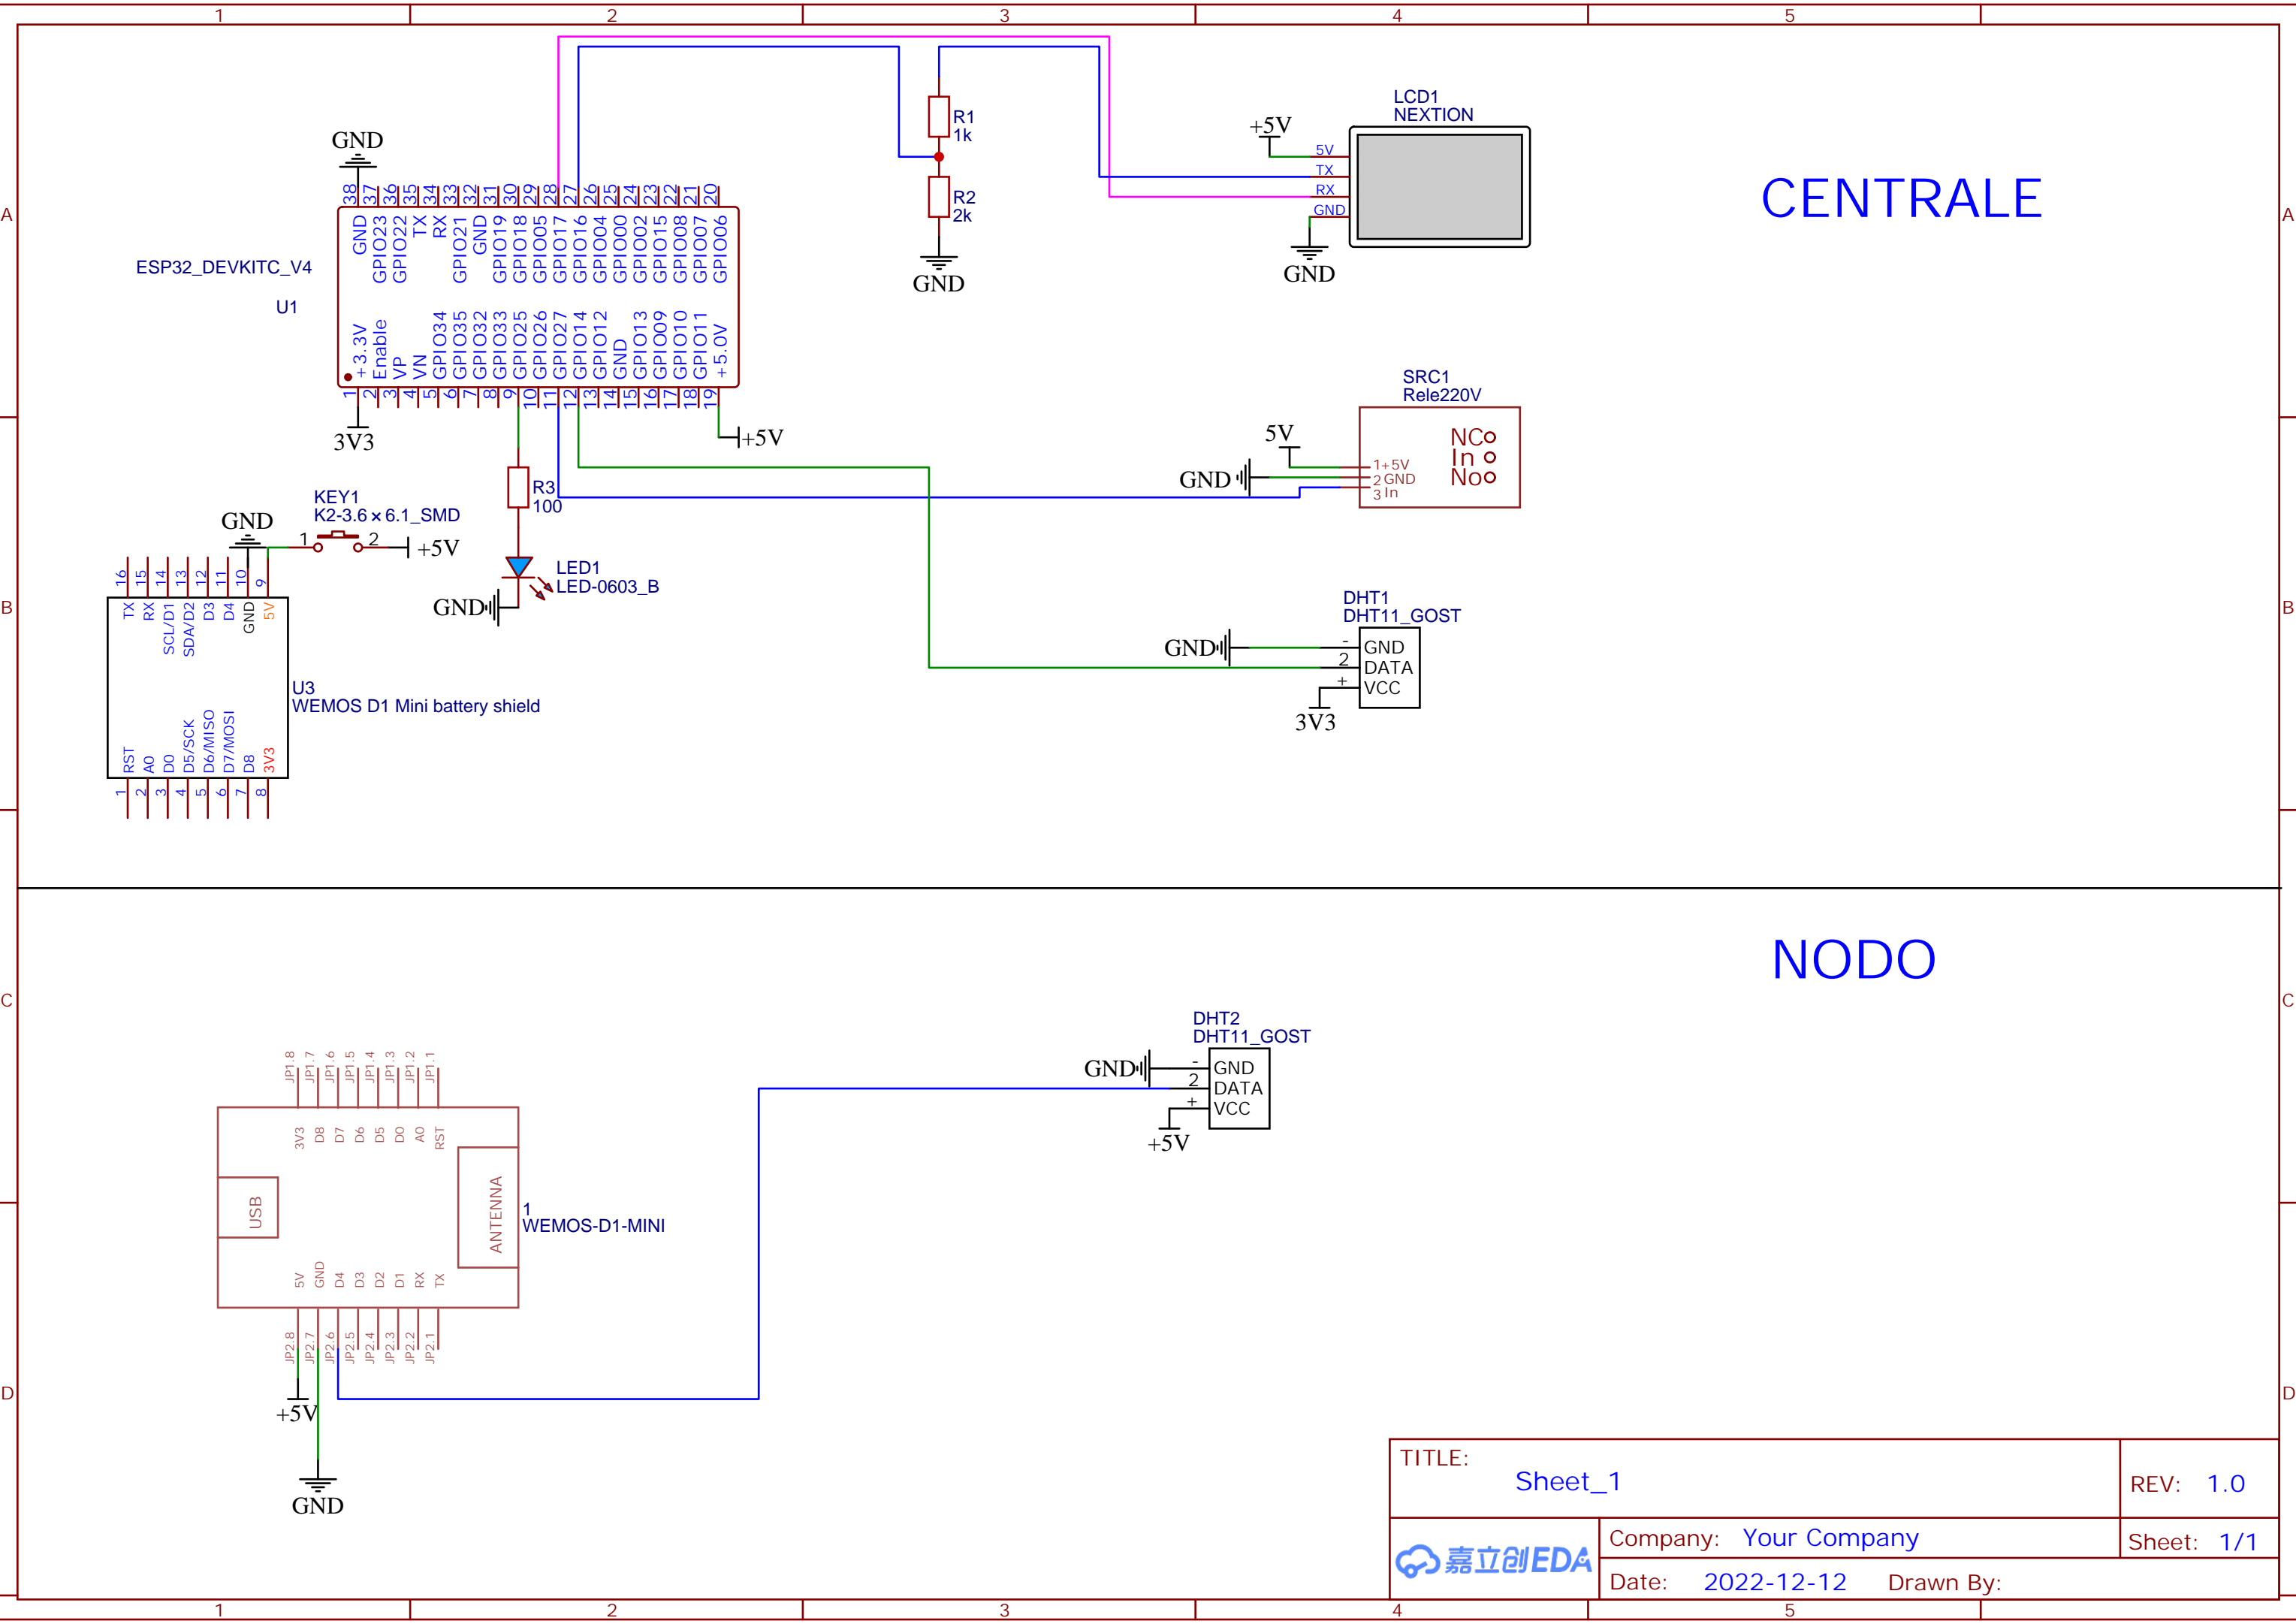 1 2 3 4 5
A
B
C
D
A
B
C
D
1 2 3 4 5
CENTRALE
GND
ESP32_DEVKITC_V4
U1
38 37 36 35 34 33 32 31 30 29 28 27 26 25 24 23 22 21 20
GND GPIO23 GPIO22 TX RX GPIO21 GND GPIO19 GPIO18 GPIO05 GPIO17 GPIO16 GPIO04 GPIO00 GPIO02 GPIO15 GPIO08 GPIO07 GPIO06
+3.3V Enable VP VN GPIO34 GPIO35 GPIO32 GPIO33 GPIO25 GPIO26 GPIO27 GPIO14 GPIO12 GND GPIO13 GPIO09 GPIO10 GPIO11 +5.0V
1 2 3 4 5 6 7 8 9 10 11 12 13 14 15 16 17 18 19
3V3
+5V
R1
1k
R2
2k
GND
LCD1
NEXTION
+5V
5V
TX
RX
GND
GND
SRC1
Rele220V
5V
GND
1 +5V
2 GND
3 In
NC
In
No
R3
100
LED1
LED-0603_B
GND
KEY1
K2-3.6×6.1_SMD
GND
1 2
+5V
16 15 14 13 12 11 10 9
TX RX SCL/D1 SDA/D2 D3 D4 GND 5V
U3
WEMOS D1 Mini battery shield
RST A0 D0 D5/SCK D6/MISO D7/MOSI D8 3V3
1 2 3 4 5 6 7 8
DHT1
DHT11_GOST
GND
- GND
2 DATA
+ VCC
3V3
NODO
DHT2
DHT11_GOST
GND
- GND
2 DATA
+ VCC
+5V
JP1.8 JP1.7 JP1.6 JP1.5 JP1.4 JP1.3 JP1.2 JP1.1
3V3 D8 D7 D6 D5 D0 A0 RST
USB
ANTENNA
1
WEMOS-D1-MINI
5V GND D4 D3 D2 D1 RX TX
JP2.8 JP2.7 JP2.6 JP2.5 JP2.4 JP2.3 JP2.2 JP2.1
+5V
GND
TITLE:
Sheet_1
REV: 1.0
嘉立创EDA
Company: Your Company
Sheet: 1/1
Date: 2022-12-12 Drawn By: